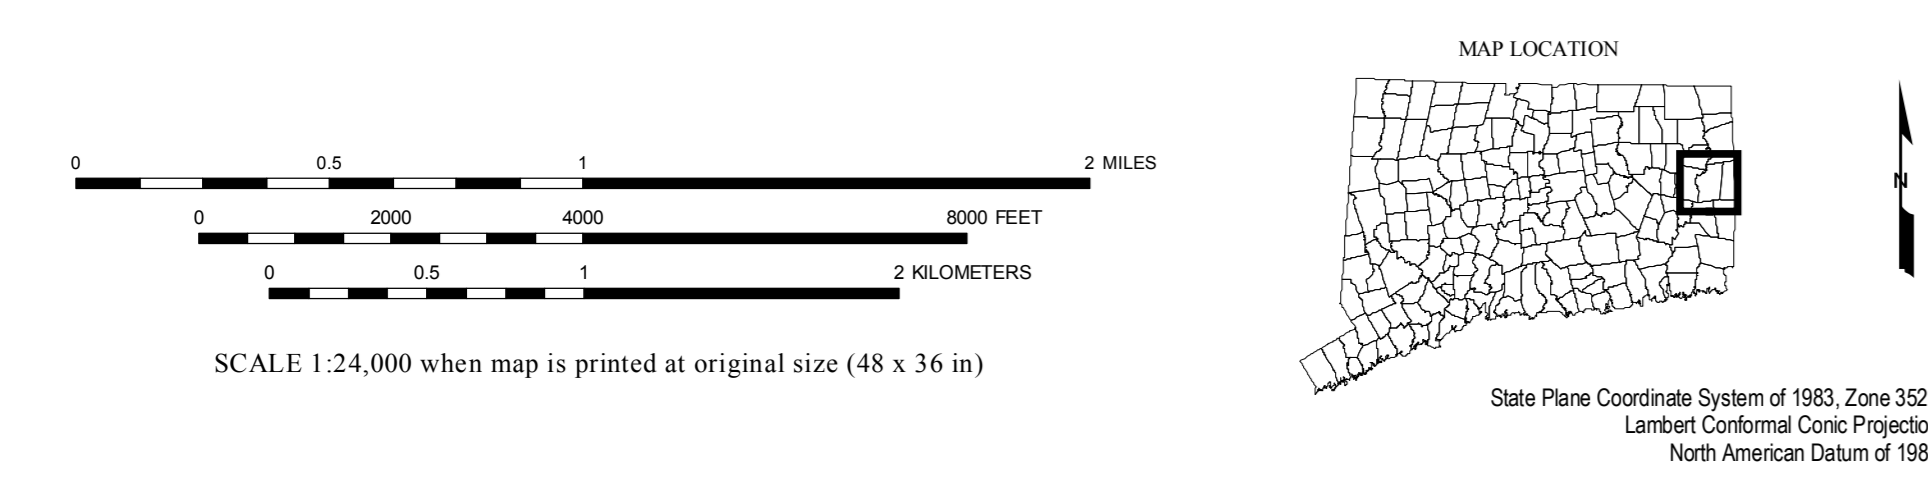 0 0.5 1 2 MILES
0 2000 4000 8000 FEET
0 0.5 1 2 KILOMETERS
SCALE 1:24,000 when map is printed at original size (48 x 36 in)
MAP LOCATION
N
State Plane Coordinate System of 1983, Zone 352
Lambert Conformal Conic Projectio
North American Datum of 198